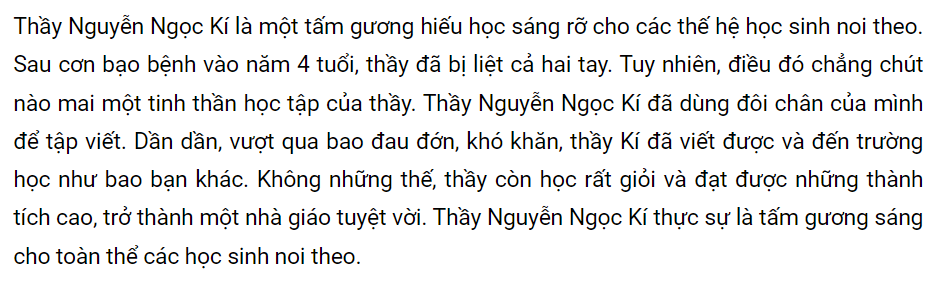 Thầy Nguyễn Ngọc Kí là một tấm gương hiếu học sáng rỡ cho các thế hệ học sinh noi theo.
Sau cơn bạo bệnh vào năm 4 tuổi, thầy đã bị liệt cả hai tay. Tuy nhiên, điều đó chẳng chút
nào mai một tinh thần học tập của thầy. Thầy Nguyễn Ngọc Kí đã dùng đôi chân của mình
để tập viết. Dần dần, vượt qua bao đau đớn, khó khăn, thầy Kí đã viết được và đến trường
học như bao bạn khác. Không những thế, thầy còn học rất giỏi và đạt được những thành
tích cao, trở thành một nhà giáo tuyệt vời. Thầy Nguyễn Ngọc Kí thực sự là tấm gương sáng
cho toàn thể các học sinh noi theo.